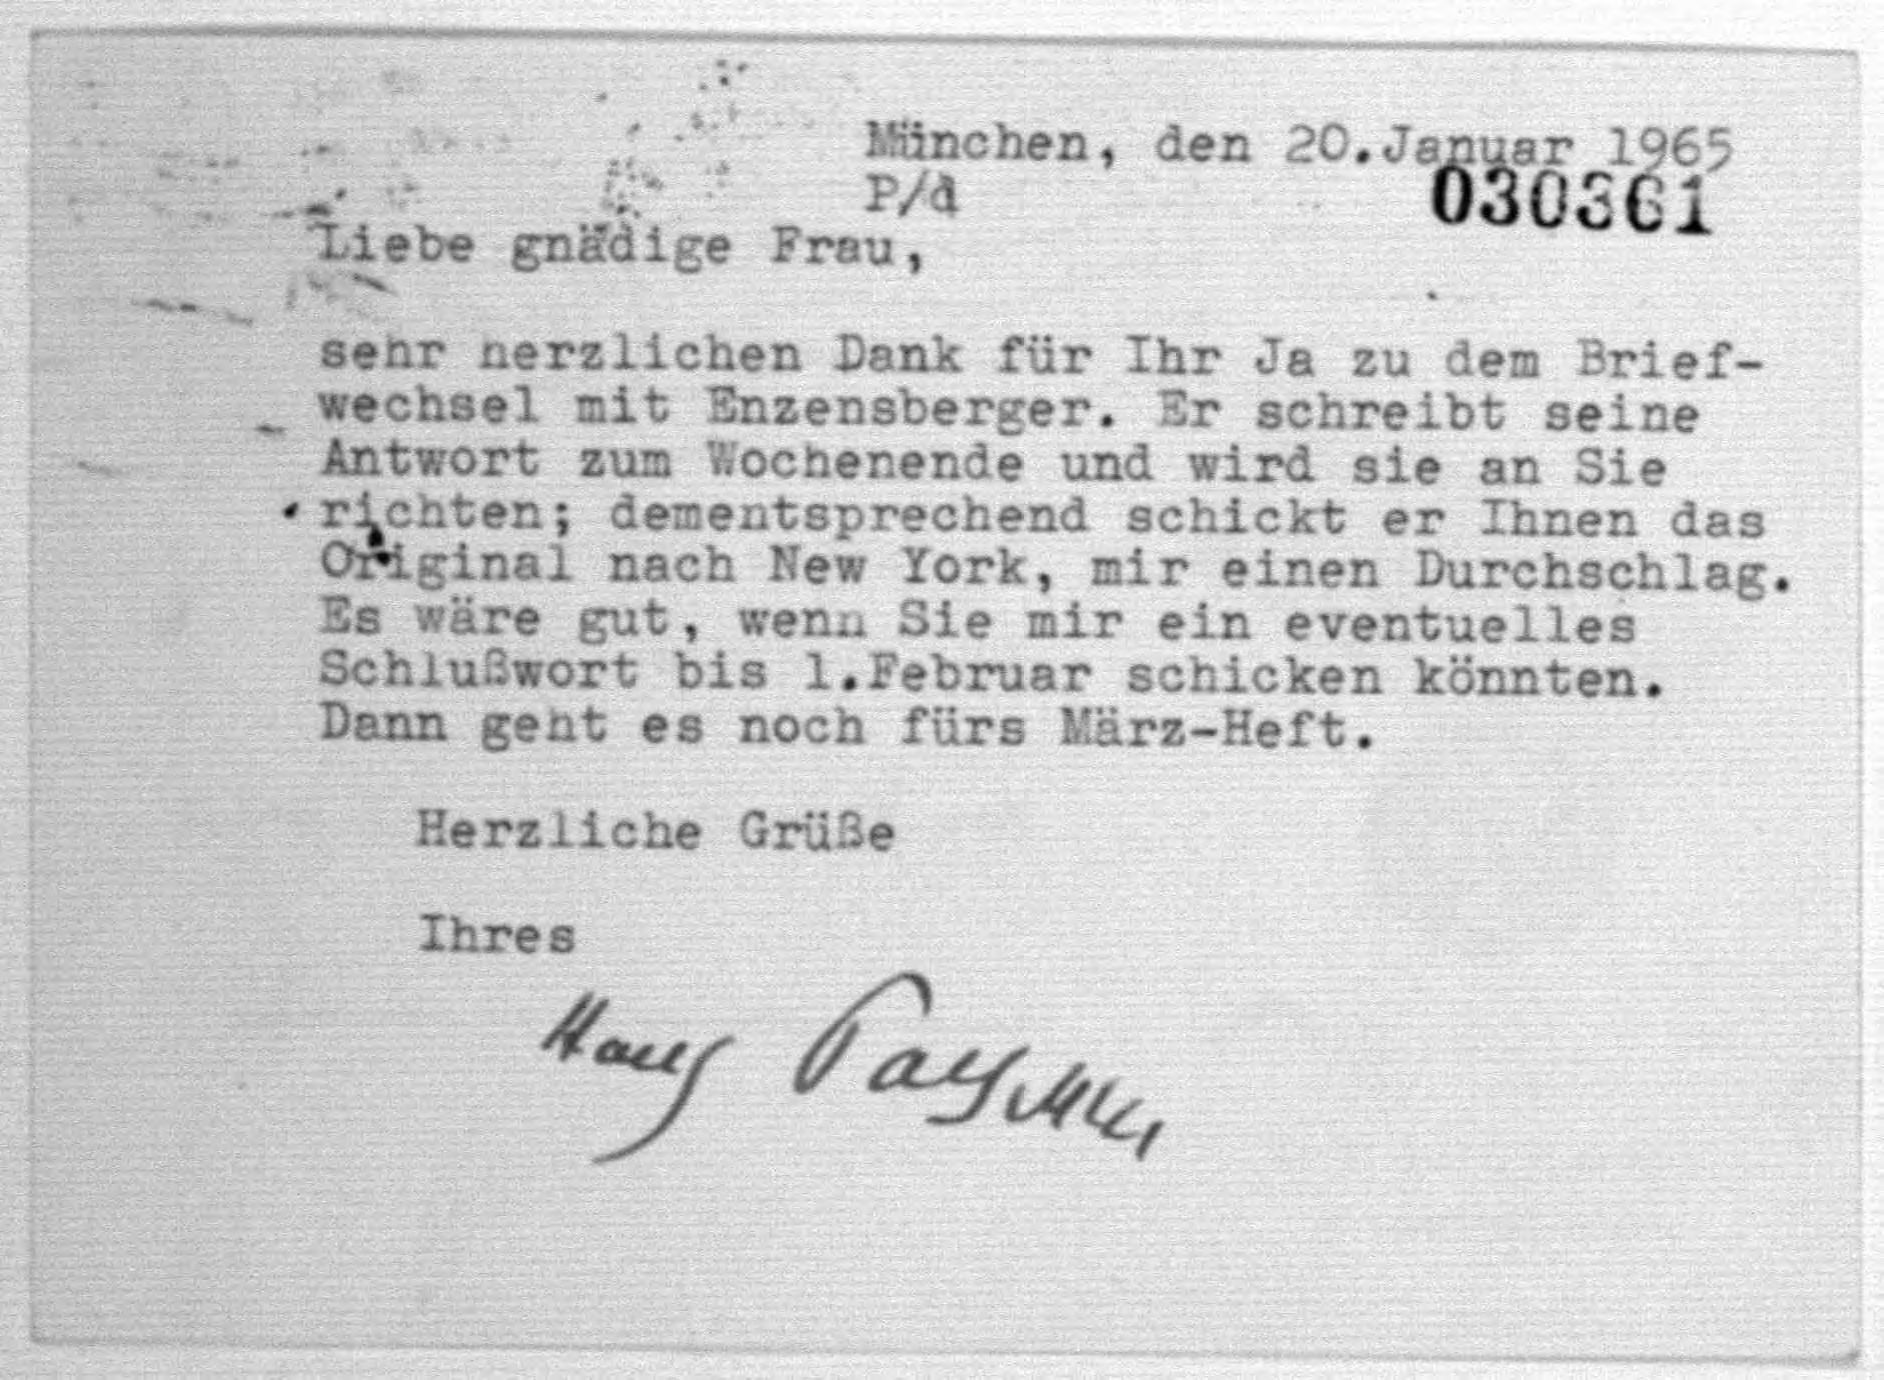 München, den 20.Januar 1965
030361
P/d
Liebe gnädige Frau,
sehr herzlichen Dank für Ihr Ja zu dem Brief-
wechsel mit Enzensberger. Er schreibt seine
Antwort zum Wochenende und wird sie an Sie
richten; dementsprechend schickt er Ihnen das
Original nach New York, mir einen Durchschlag.
Es wäre gut, wenn Sie mir ein eventuelles
Schlußwort bis 1.Februar schicken könnten.
Dann geht es noch fürs März-Heft.
Herzliche Grüße
Ihres
Hans